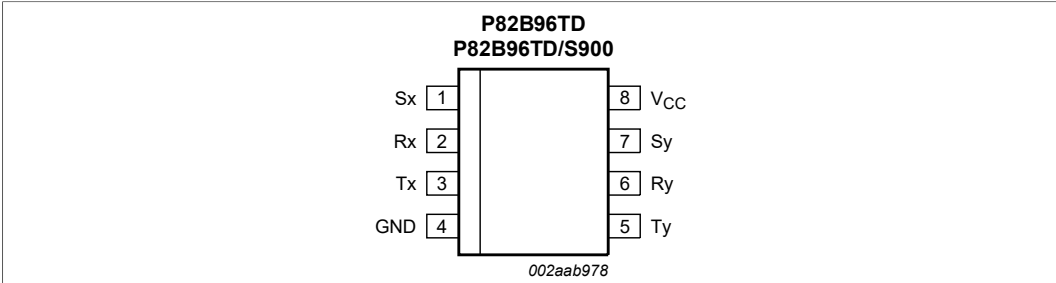 P82B96TD
P82B96TD/S900
Sx 1 8 VCC
Rx 2 7 Sy
Tx 3 6 Ry
GND 4 5 Ty
002aab978